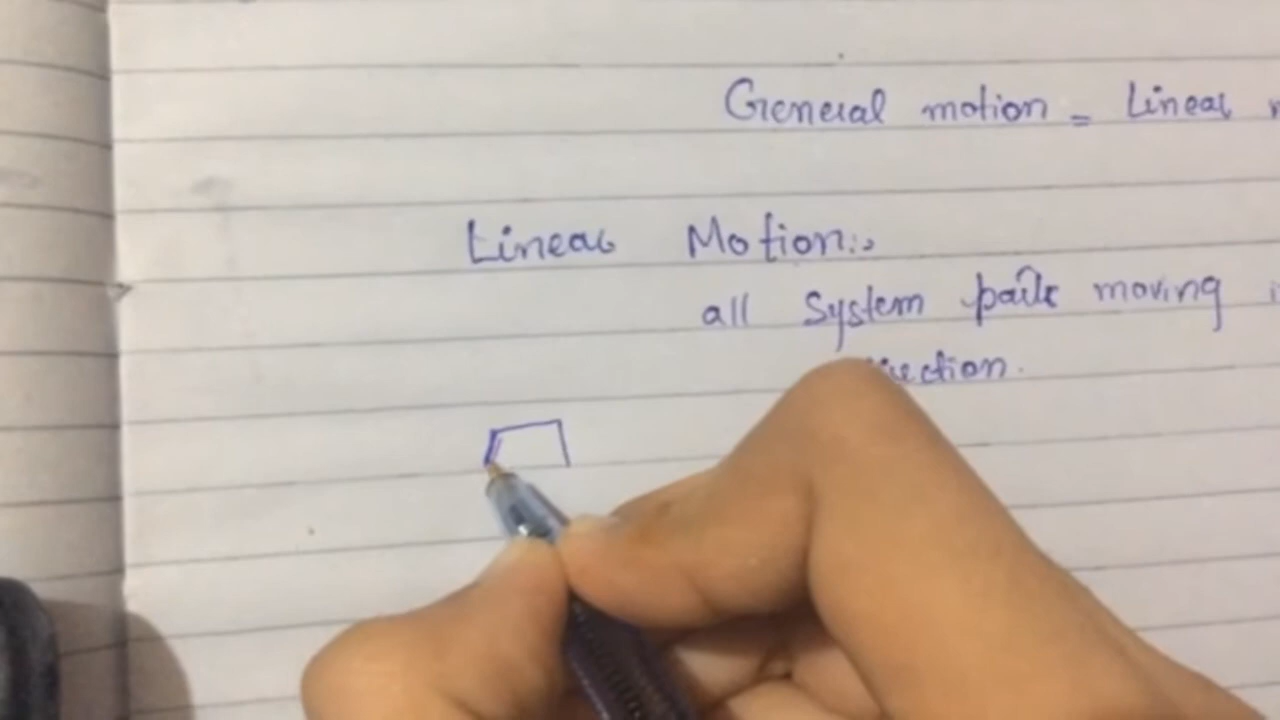 General motion = Linear
Linear Motion:-
all System parts moving